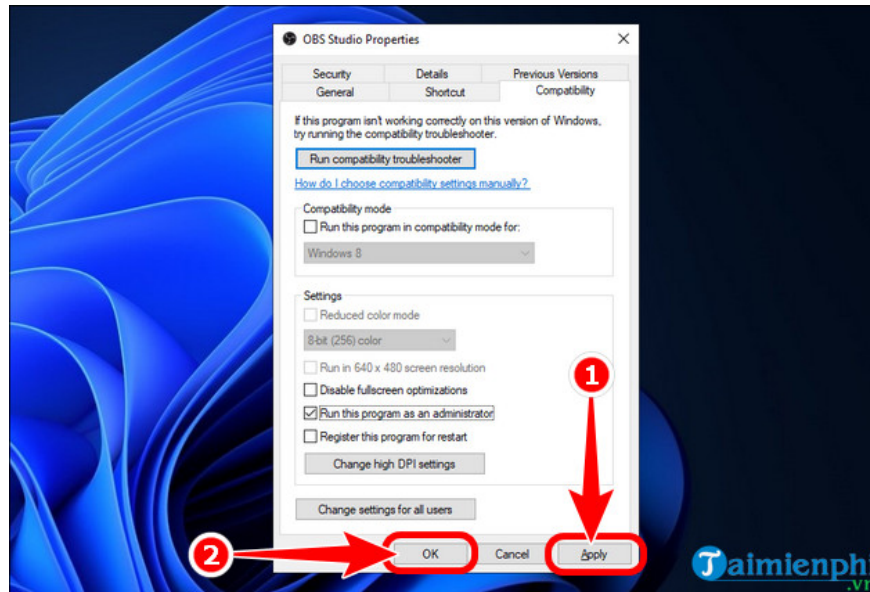 OBS Studio Properties
Security Details Previous Versions
General Shortcut Compatibility
If this program isn't working correctly on this version of Windows,
try running the compatibility troubleshooter.
Run compatibility troubleshooter
How do I choose compatibility settings manually?
Compatibility mode
Run this program in compatibility mode for:
Windows 8
Settings
Reduced color mode
8-bit (256) color
Run in 640 x 480 screen resolution
1
Disable fullscreen optimizations
Run this program as an administrator
Register this program for restart
Change high DPI settings
Change settings for all users
2
OK Cancel Apply
Taimienphi
.vn